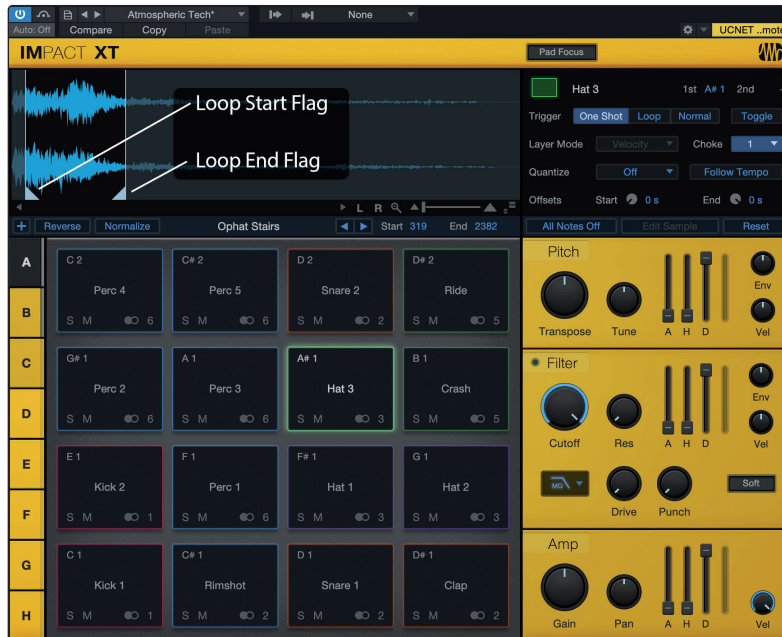 Atmospheric Tech* None
Auto: Off Compare Copy Paste UCNET ..mote
IMPACT XT Pad Focus
Loop Start Flag
Loop End Flag
L R
+ Reverse Normalize Ophat Stairs Start 319 End 2382
Hat 3 1st A# 1 2nd -
Trigger One Shot Loop Normal Toggle
Layer Mode Velocity Choke 1
Quantize Off Follow Tempo
Offsets Start 0 s End 0 s
All Notes Off Edit Sample Reset
A
B
C
D
E
F
G
H
C 2 C# 2 D 2 D# 2
Perc 4 Perc 5 Snare 2 Ride
S M 6 S M 6 S M 2 S M 5
G# 1 A 1 A# 1 B 1
Perc 2 Perc 3 Hat 3 Crash
S M 6 S M 6 S M 3 S M 5
E 1 F 1 F# 1 G 1
Kick 2 Perc 1 Hat 1 Hat 2
S M 1 S M 6 S M 3 S M 3
C 1 C# 1 D 1 D# 1
Kick 1 Rimshot Snare 1 Clap
S M 1 S M 2 S M 2 S M 2
Pitch
Env
Transpose Tune A H D Vel
Filter
Env
Cutoff Res A H D Vel
MG Soft
Drive Punch
Amp
Gain Pan A H D Vel